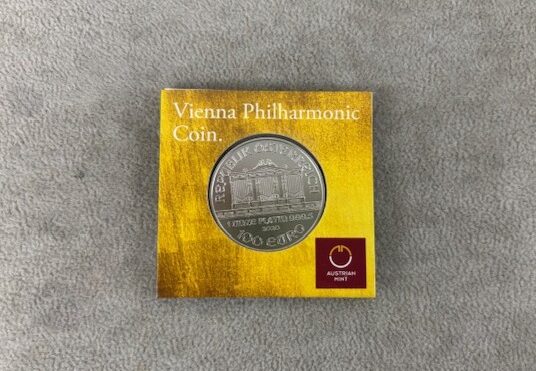 Vienna Philharmonic
Coin.
REPUBLIK ÖSTERREICH
1 UNZE PLATIN 999.5
2020
100 EURO
AUSTRIAN
MINT